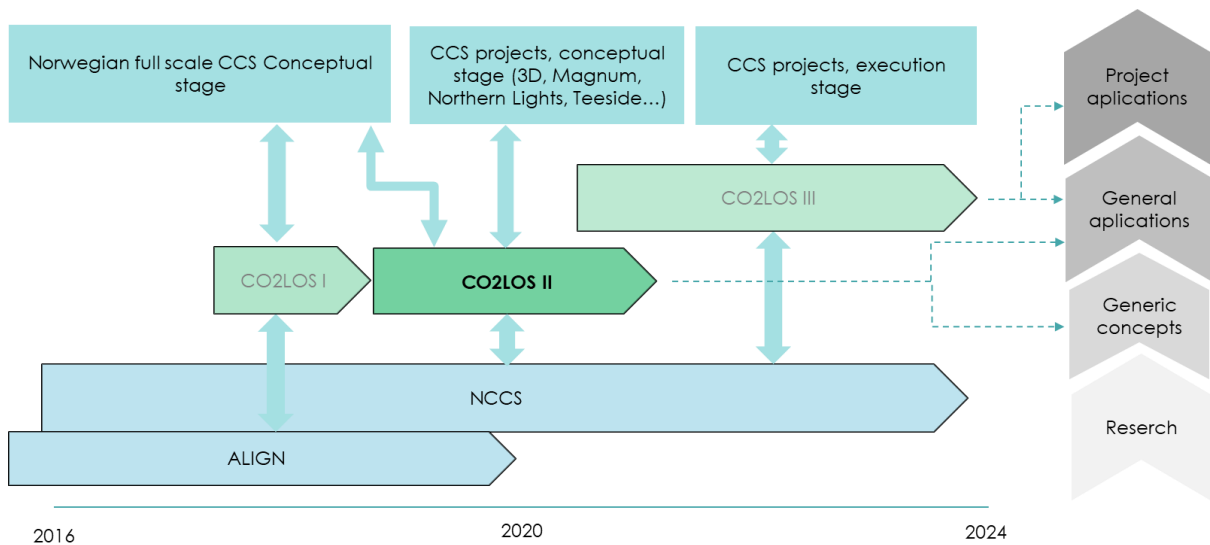 Norwegian full scale CCS Conceptual
stage
CCS projects, conceptual
stage (3D, Magnum,
Northern Lights, Teeside…)
CCS projects, execution
stage
Project
aplications
CO2LOS III
General
aplications
CO2LOS I
CO2LOS II
Generic
concepts
NCCS
Reserch
ALIGN
2016
2020
2024